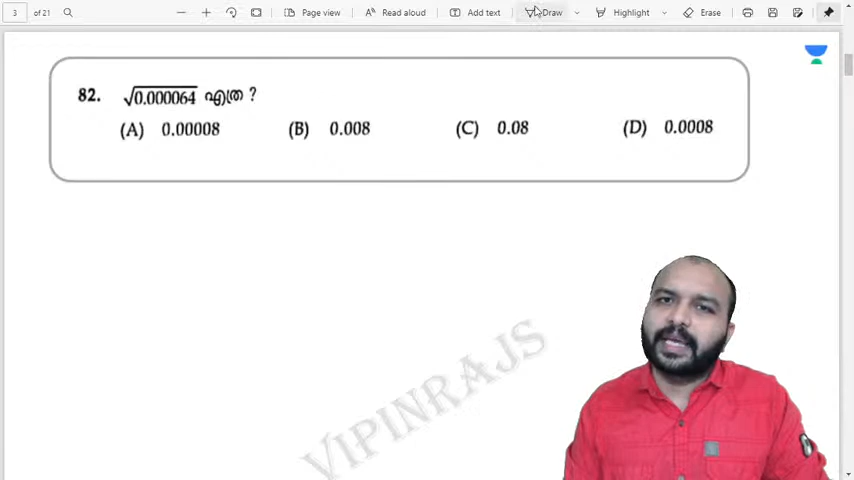 3 of 21 Page view Read aloud Add text Draw Highlight Erase
82. √0.000064 എത്ര ?
(A) 0.00008 (B) 0.008 (C) 0.08 (D) 0.0008
VIPINRAJS